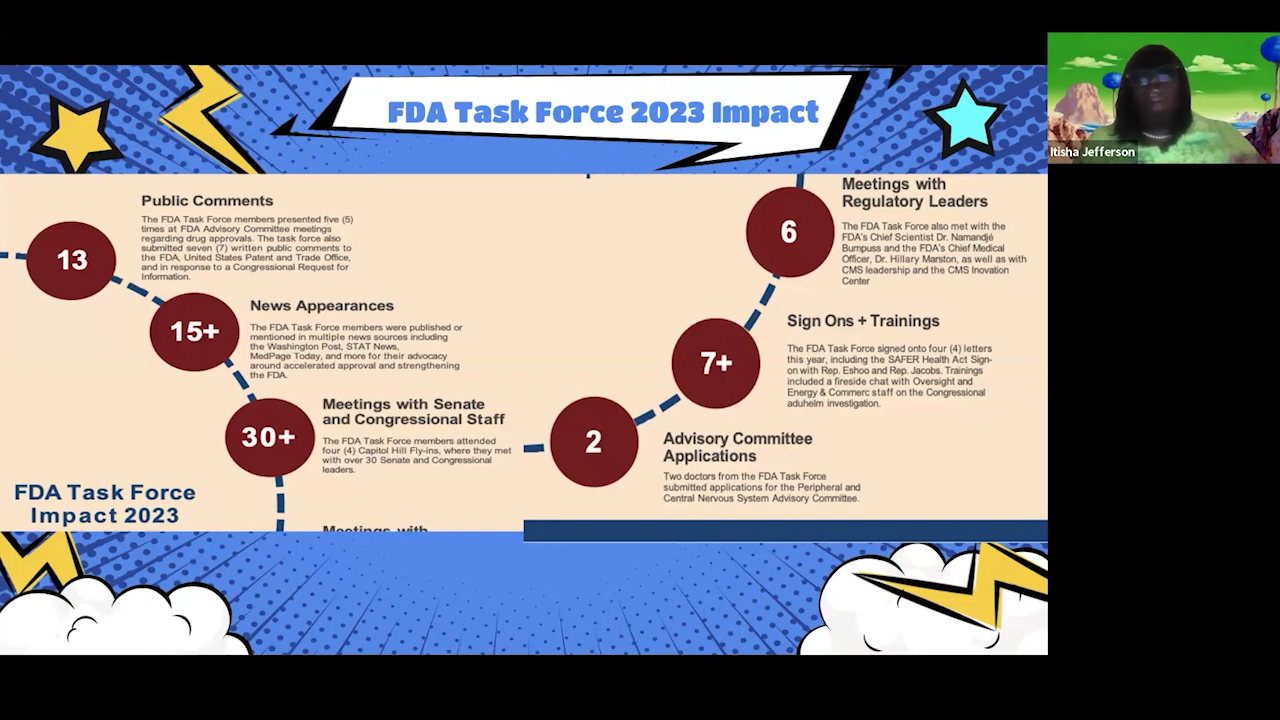 FDA Task Force 2023 Impact
Itisha Jefferson
13
Public Comments
The FDA Task Force members presented five (5)
times at FDA Advisory Committee meetings
regarding drug approvals. The task force also
submitted seven (7) written public comments to
the FDA, United States Patent and Trade Office,
and in response to a Congressional Request for
Information.
15+
News Appearances
The FDA Task Force members were published or
mentioned in multiple news sources including
the Washington Post, STAT News,
MedPage Today, and more for their advocacy
around accelerated approval and strengthening
the FDA.
30+
Meetings with Senate
and Congressional Staff
The FDA Task Force members attended
four (4) Capitol Hill Fly-ins, where they met
with over 30 Senate and Congressional
leaders.
FDA Task Force
Impact 2023
Meetings with
6
Meetings with
Regulatory Leaders
The FDA Task Force also met with the
FDA's Chief Scientist Dr. Namandjé
Bumpuss and the FDA's Chief Medical
Officer, Dr. Hillary Marston, as well as with
CMS leadership and the CMS Inovation
Center
7+
Sign Ons + Trainings
The FDA Task Force signed onto four (4) letters
this year, including the SAFER Health Act Sign-
on with Rep. Eshoo and Rep. Jacobs. Trainings
included a fireside chat with Oversight and
Energy & Commerc staff on the Congressional
aduhelm investigation.
2
Advisory Committee
Applications
Two doctors from the FDA Task Force
submitted applications for the Peripheral and
Central Nervous System Advisory Committee.